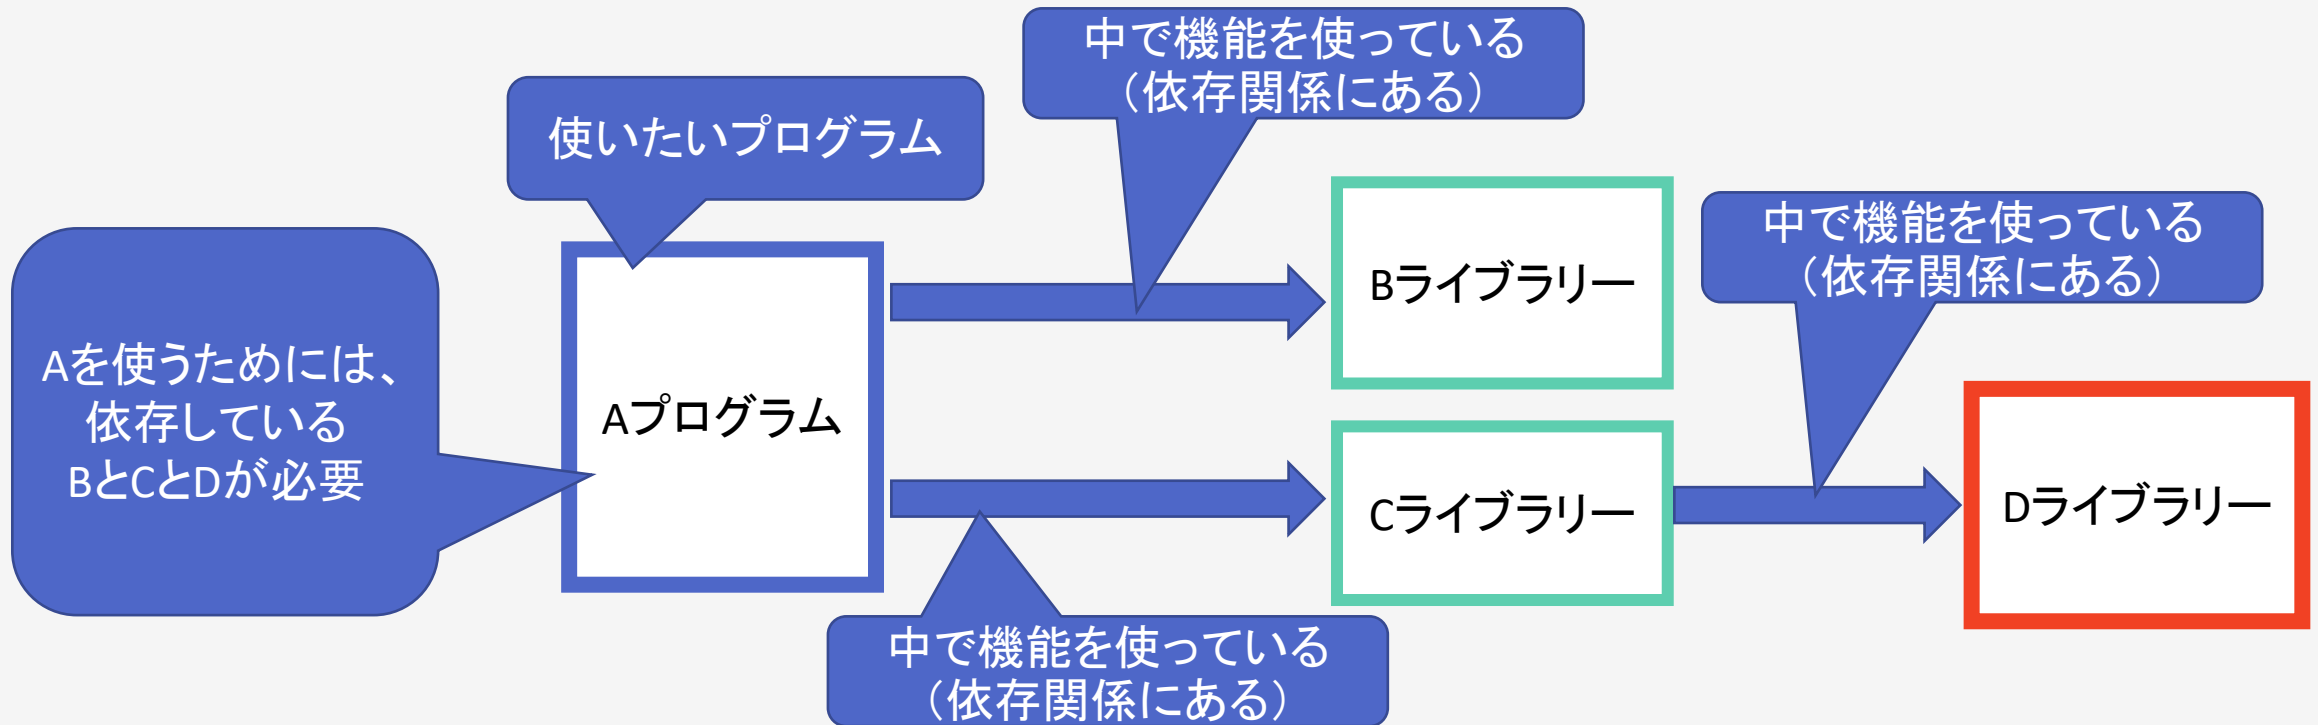 中で機能を使っている
（依存関係にある）
使いたいプログラム
中で機能を使っている
（依存関係にある）
Bライブラリー
Aを使うためには、
依存している
BとCとDが必要
Aプログラム
Cライブラリー
Dライブラリー
中で機能を使っている
（依存関係にある）